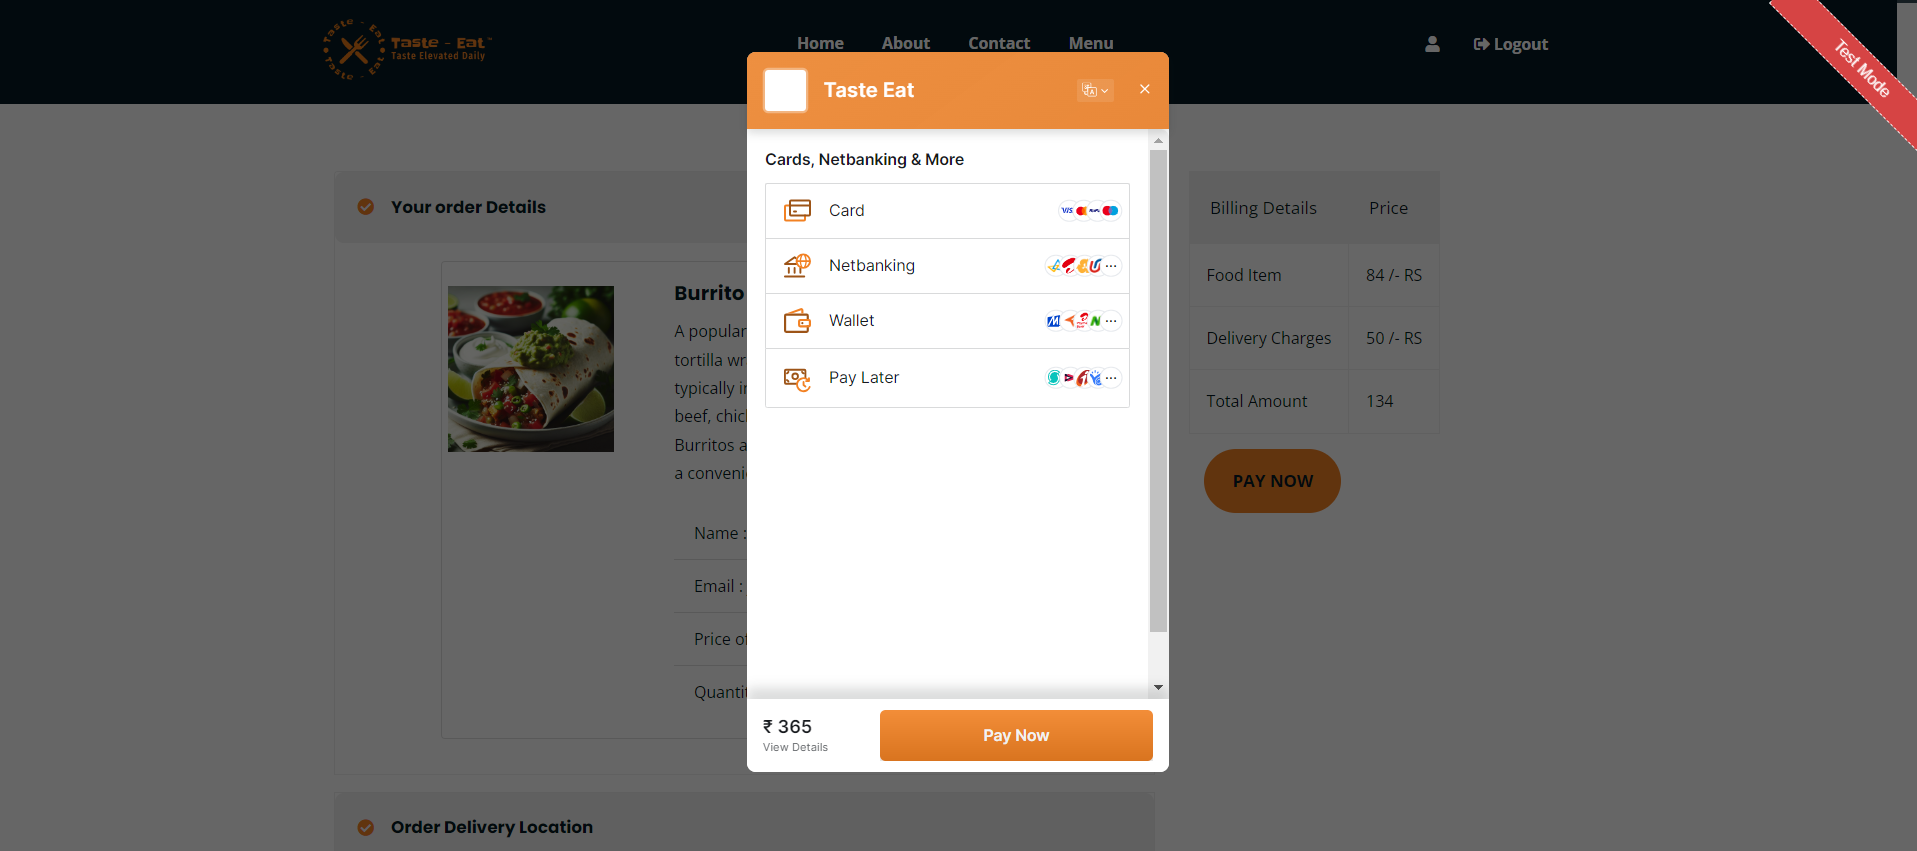 Taste - Eat™
Taste Elevated Daily
Home
About
Contact
Menu
Logout
Test Mode
Taste Eat
Cards, Netbanking & More
Card
Netbanking
Wallet
Pay Later
₹ 365
View Details
Pay Now
Your order Details
Burrito
A popular
tortilla wr
typically i
beef, chic
Burritos a
a conveni
Name :
Email :
Price of
Quantit
Billing Details Price
Food Item 84 /- RS
Delivery Charges 50 /- RS
Total Amount 134
PAY NOW
Order Delivery Location